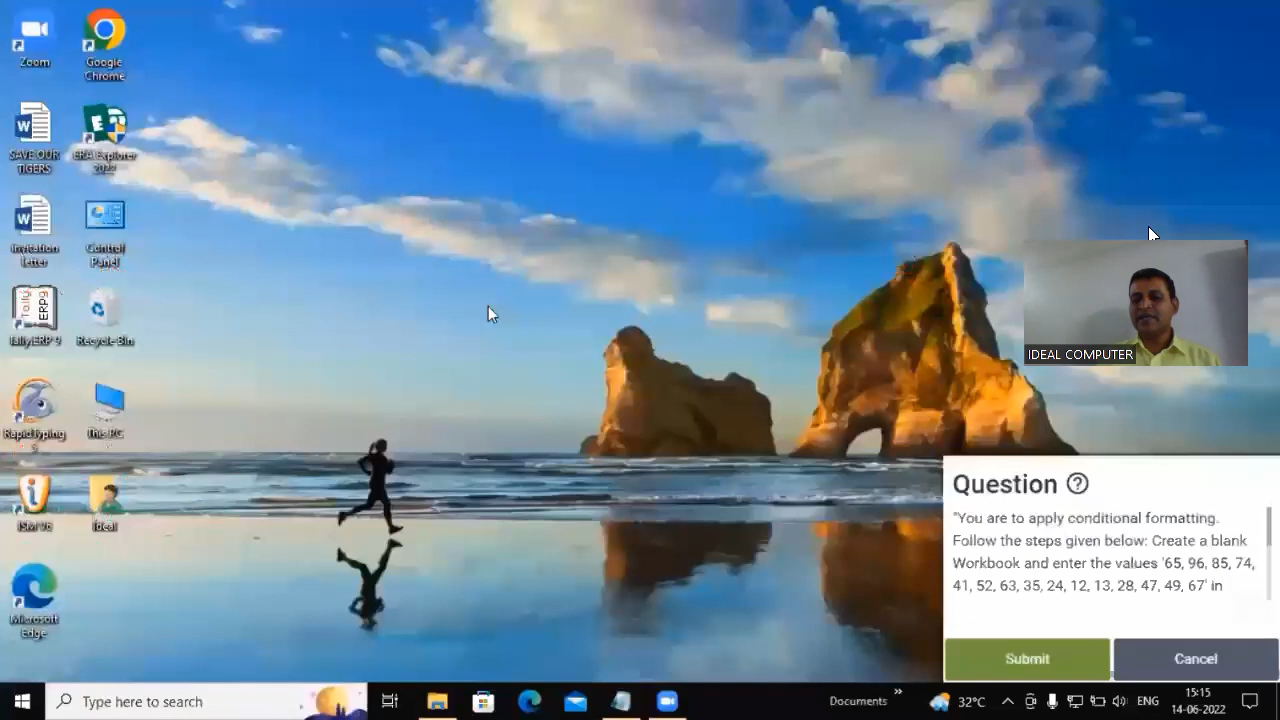 Zoom
Google
Chrome
SAVE OUR
TIGERS
ERA Explorer
2022
Invitation
letter
Control
Panel
TallyERP 9
Recycle Bin
RapidTyping
This PC
ISM V6
Ideal
Microsoft
Edge
IDEAL COMPUTER
Question ?
"You are to apply conditional formatting.
Follow the steps given below: Create a blank
Workbook and enter the values '65, 96, 85, 74,
41, 52, 63, 35, 24, 12, 13, 28, 47, 49, 67' in
Submit
Cancel
Type here to search
Documents
32°C
ENG
15:15
14-06-2022